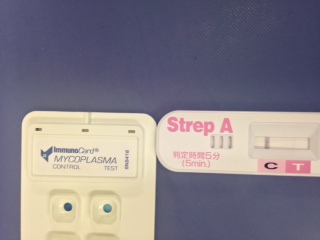 ImmunoCard®
MYCOPLASMA
CONTROL TEST
Strep A
判定時間5分
(5min.)
C T